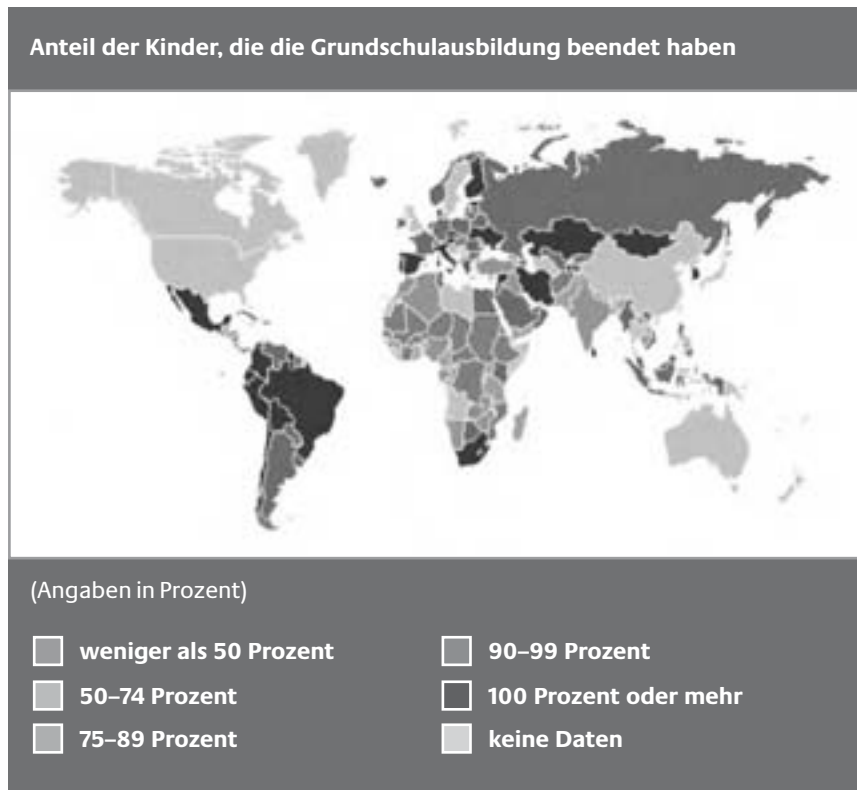 Anteil der Kinder, die die Grundschulausbildung beendet haben
(Angaben in Prozent)
weniger als 50 Prozent
50–74 Prozent
75–89 Prozent
90–99 Prozent
100 Prozent oder mehr
keine Daten